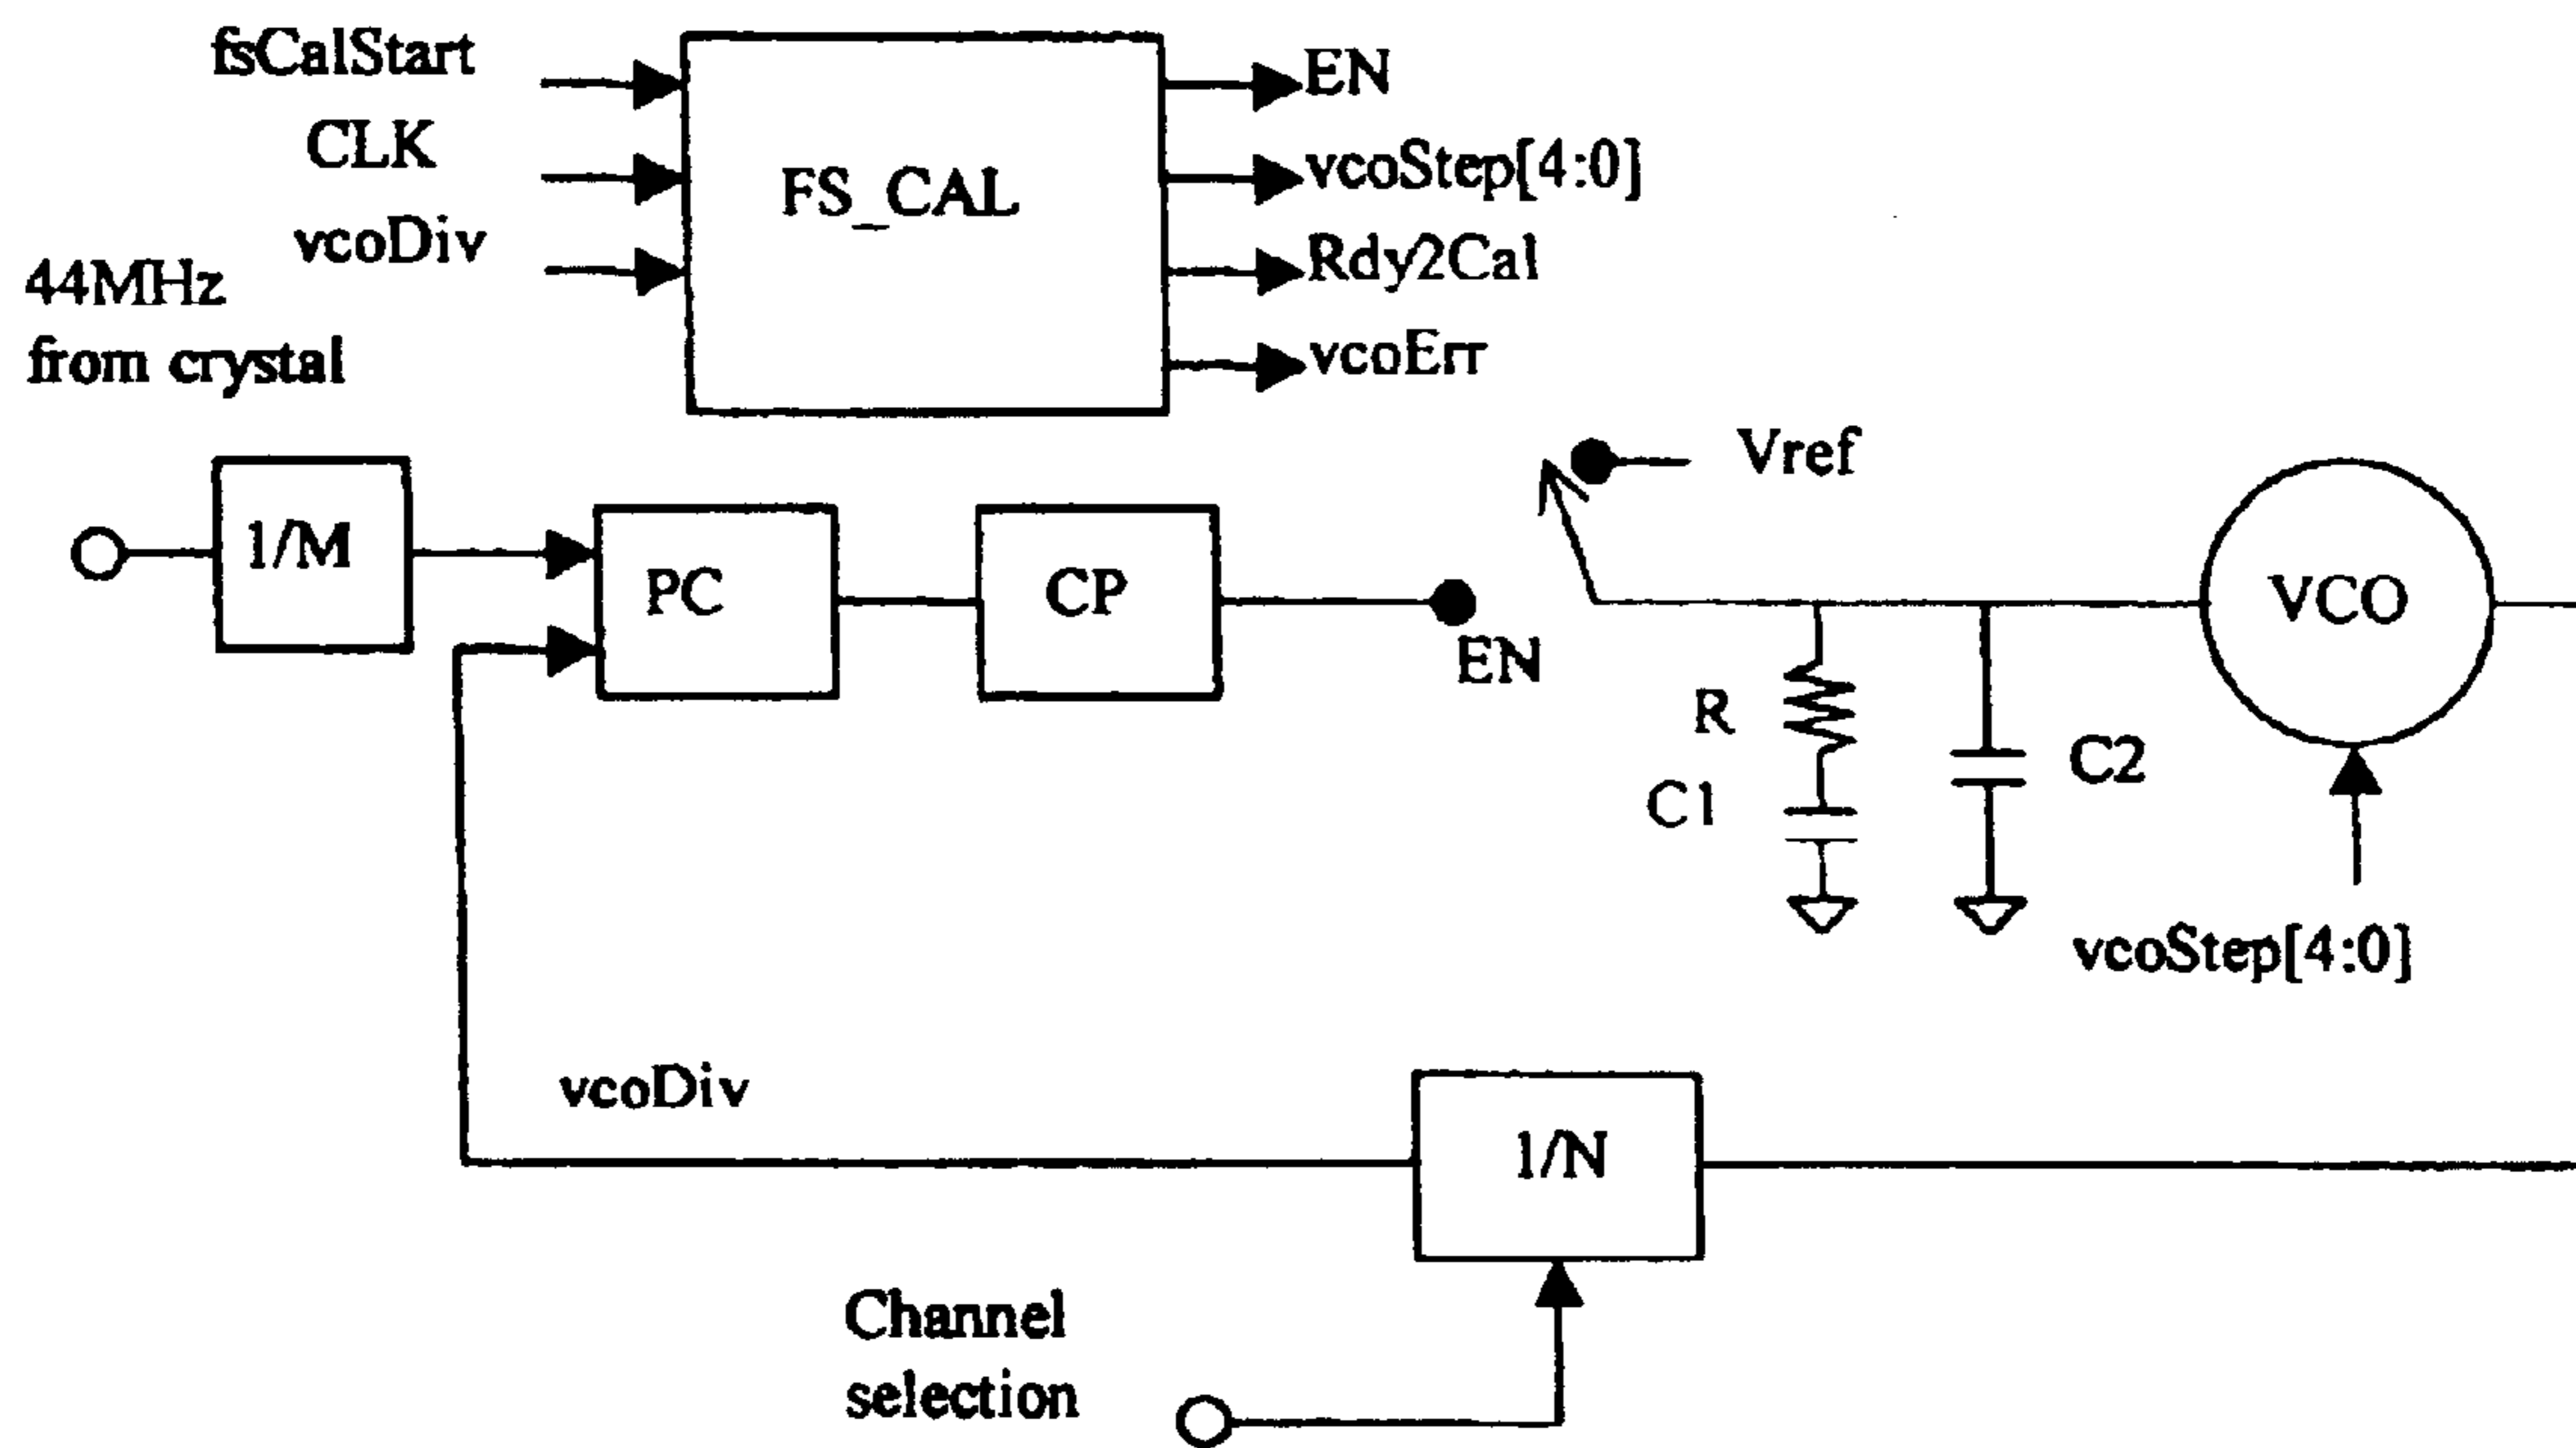 fsCalStart
CLK
vcoDiv
44MHz
from crystal
FS_CAL
EN
vcoStep[4:0]
Rdy2Cal
vcoErr
Vref
1/M
PC
CP
EN
VCO
R
C1
C2
vcoStep[4:0]
vcoDiv
1/N
Channel
selection